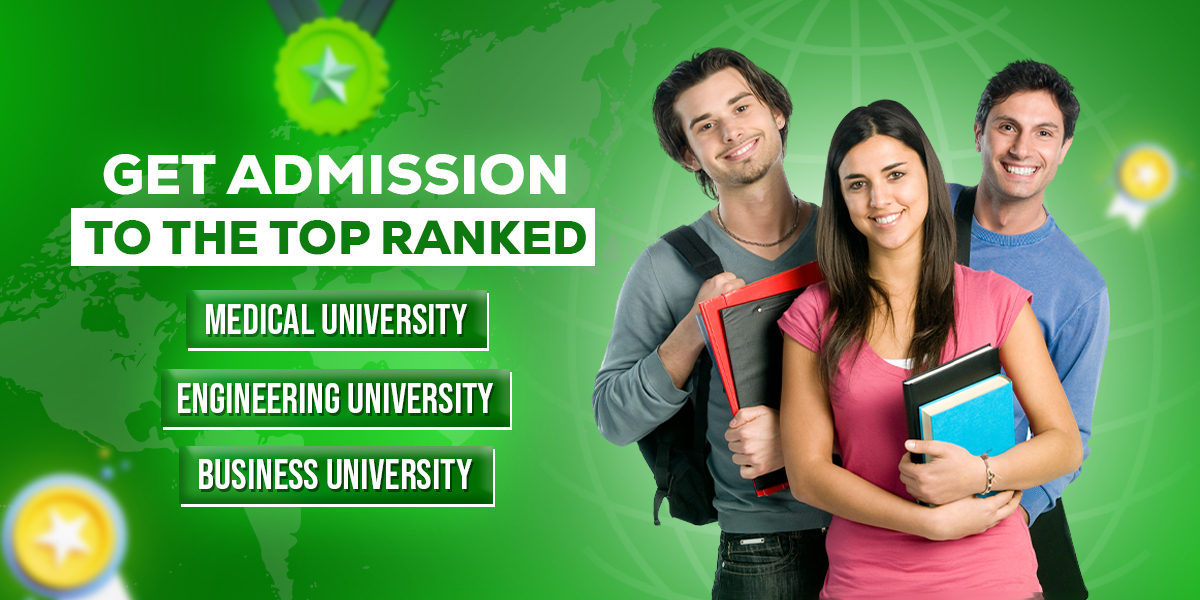 GET ADMISSION
TO THE TOP RANKED
MEDICAL UNIVERSITY
ENGINEERING UNIVERSITY
BUSINESS UNIVERSITY